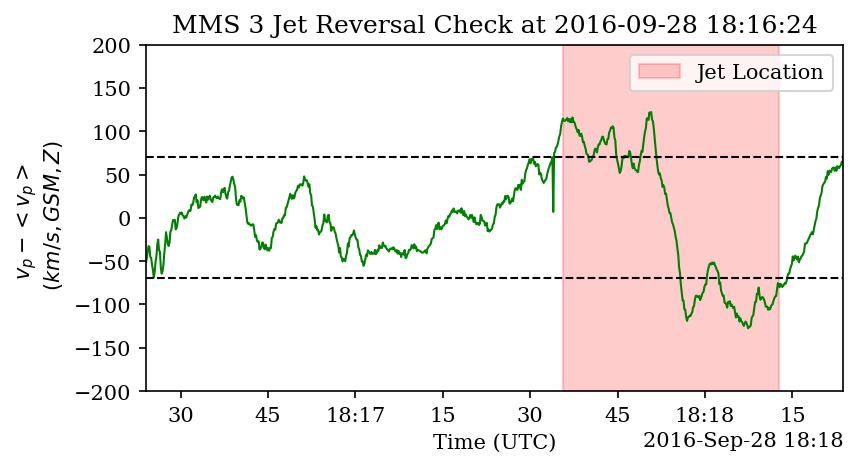 MMS 3 Jet Reversal Check at 2016-09-28 18:16:24
Jet Location
200
150
100
50
0
−50
−100
−150
−200
v_p − < v_p >
(km/s, GSM, Z)
30 45 18:17 15 30 45 18:18 15
Time (UTC)
2016-Sep-28 18:18